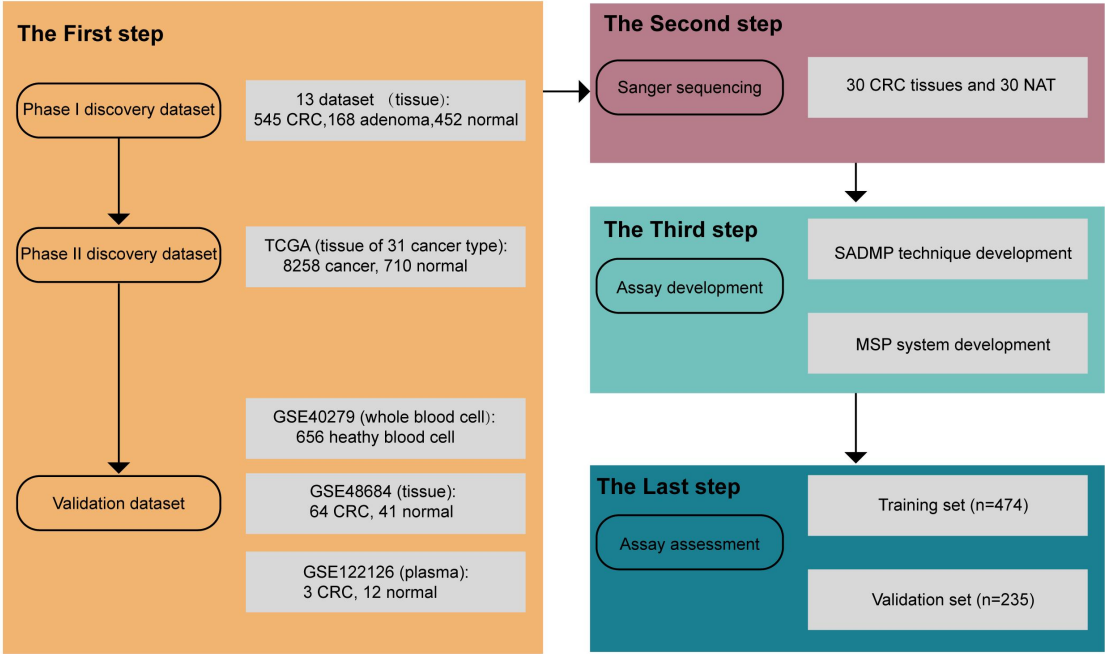 The First step
Phase I discovery dataset
13 dataset （tissue）:
545 CRC,168 adenoma,452 normal
Phase II discovery dataset
TCGA (tissue of 31 cancer type):
8258 cancer, 710 normal
GSE40279 (whole blood cell）:
656 heathy blood cell
Validation dataset
GSE48684 (tissue):
64 CRC, 41 normal
GSE122126 (plasma):
3 CRC, 12 normal
The Second step
Sanger sequencing
30 CRC tissues and 30 NAT
The Third step
Assay development
SADMP technique development
MSP system development
The Last step
Assay assessment
Training set (n=474)
Validation set (n=235)